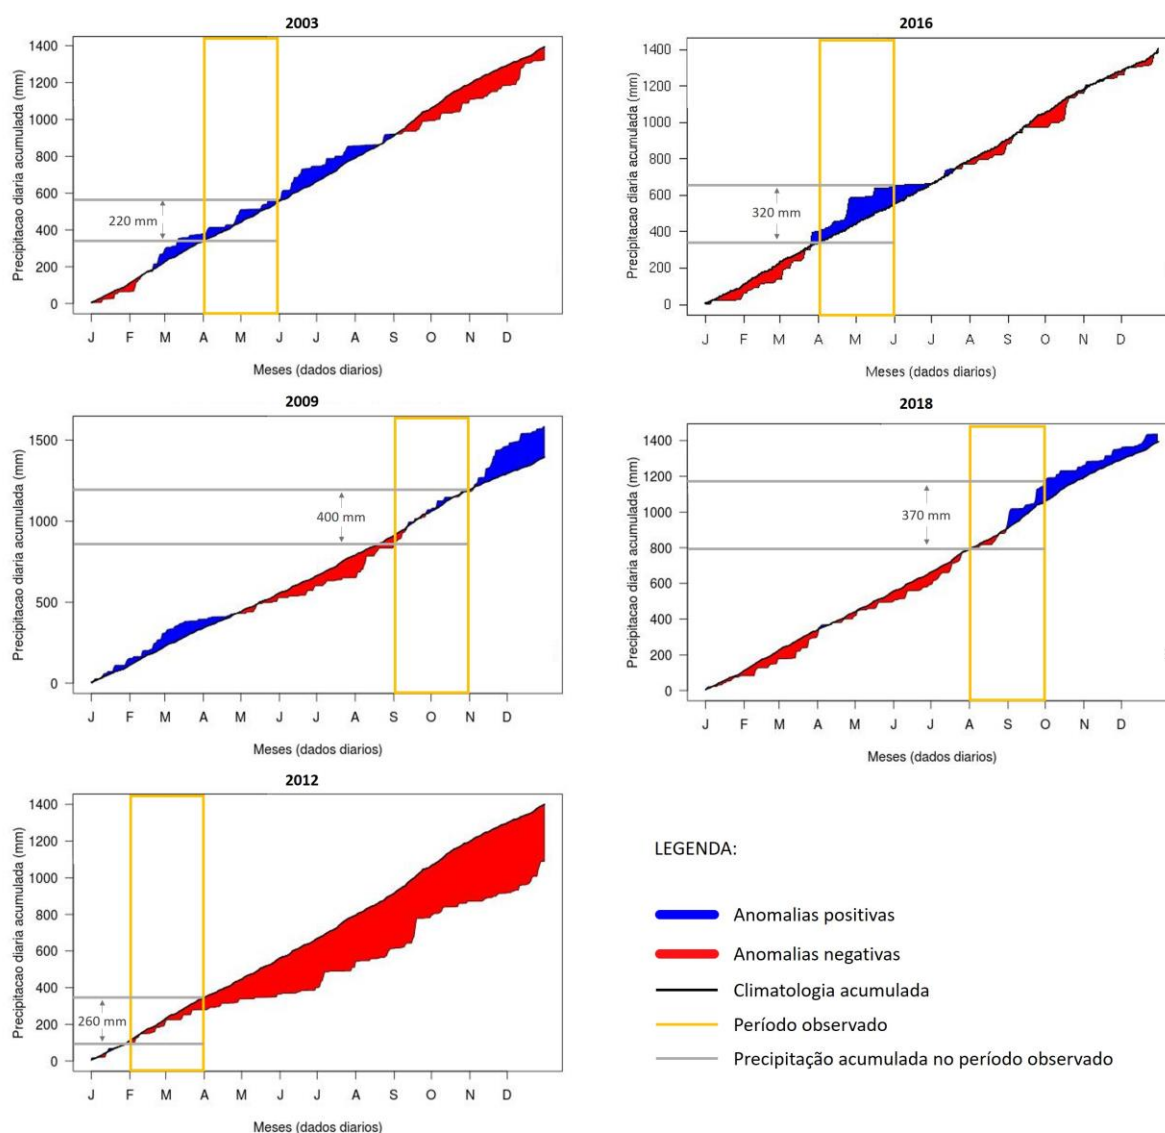 2003
Precipitacao diaria acumulada (mm)
1400
1200
1000
800
600
400
200
0
220 mm
J F M A M J J A S O N D
Meses (dados diarios)
2016
Precipitacao diaria acumulada (mm)
1400
1200
1000
800
600
400
200
0
320 mm
J F M A M J J A S O N D
Meses (dados diarios)
2009
Precipitacao diaria acumulada (mm)
1500
1000
500
0
400 mm
J F M A M J J A S O N D
Meses (dados diarios)
2018
Precipitacao diaria acumulada (mm)
1400
1200
1000
800
600
400
200
0
370 mm
J F M A M J J A S O N D
Meses (dados diarios)
2012
Precipitacao diaria acumulada (mm)
1400
1200
1000
800
600
400
200
0
260 mm
J F M A M J J A S O N D
Meses (dados diarios)
LEGENDA:
Anomalias positivas
Anomalias negativas
Climatologia acumulada
Período observado
Precipitação acumulada no período observado